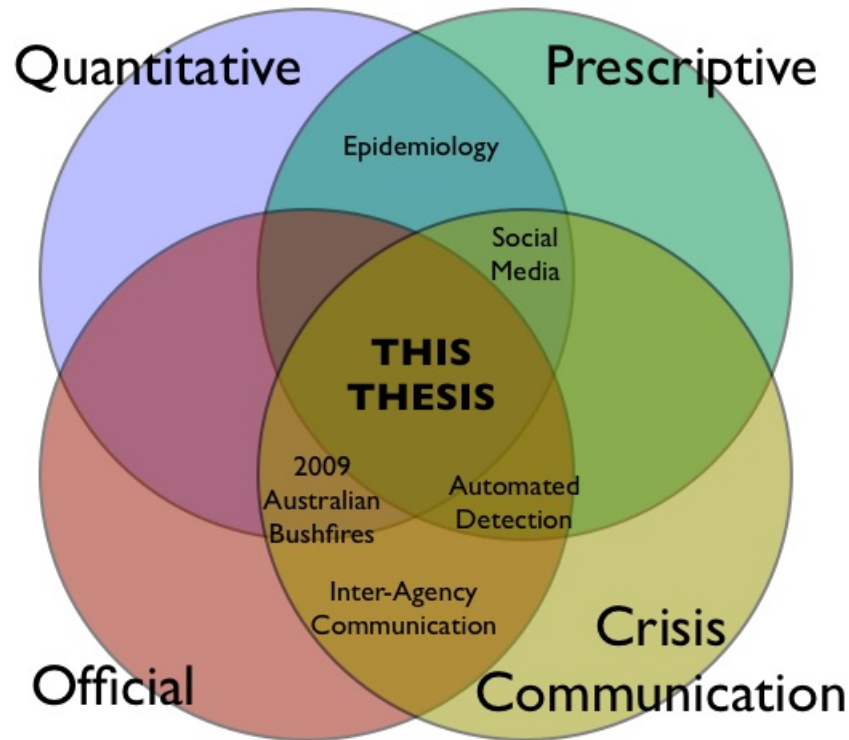 Quantitative
Prescriptive
Epidemiology
Social
Media
THIS
THESIS
2009
Australian
Bushfires
Automated
Detection
Inter-Agency
Communication
Official
Crisis
Communication